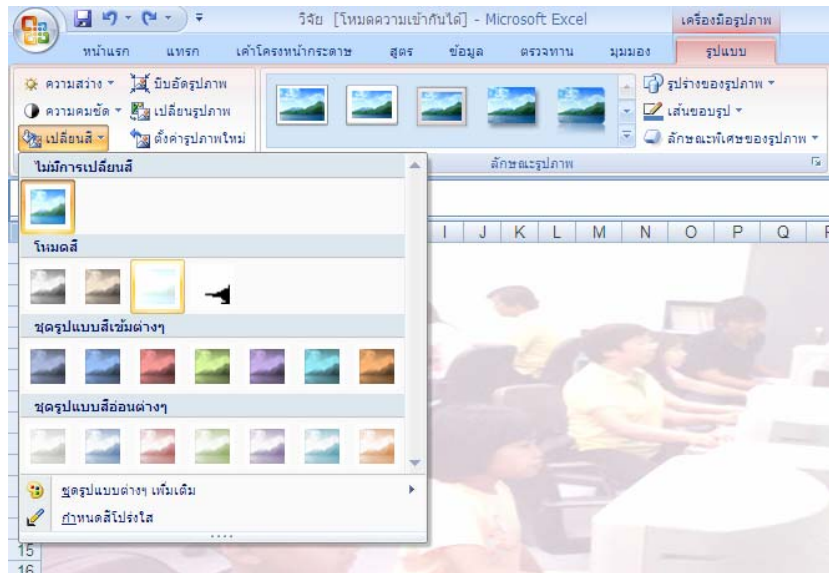 วิจัย [โหมดความเข้ากันได้] - Microsoft Excel
เครื่องมือรูปภาพ
หน้าแรก แทรก เค้าโครงหน้ากระดาษ สูตร ข้อมูล ตรวจทาน มุมมอง รูปแบบ
ความสว่าง บีบอัดรูปภาพ
ความคมชัด เปลี่ยนรูปภาพ
เปลี่ยนสี ตั้งค่ารูปภาพใหม่
รูปร่างของรูปภาพ
เส้นขอบรูป
ลักษณะพิเศษของรูปภาพ
ลักษณะรูปภาพ
ไม่มีการเปลี่ยนสี
โหมดสี
ชุดรูปแบบสีเข้มต่างๆ
ชุดรูปแบบสีอ่อนต่างๆ
ชุดรูปแบบต่างๆ เพิ่มเติม
กำหนดสีโปร่งใส
I J K L M N O P Q
15
16